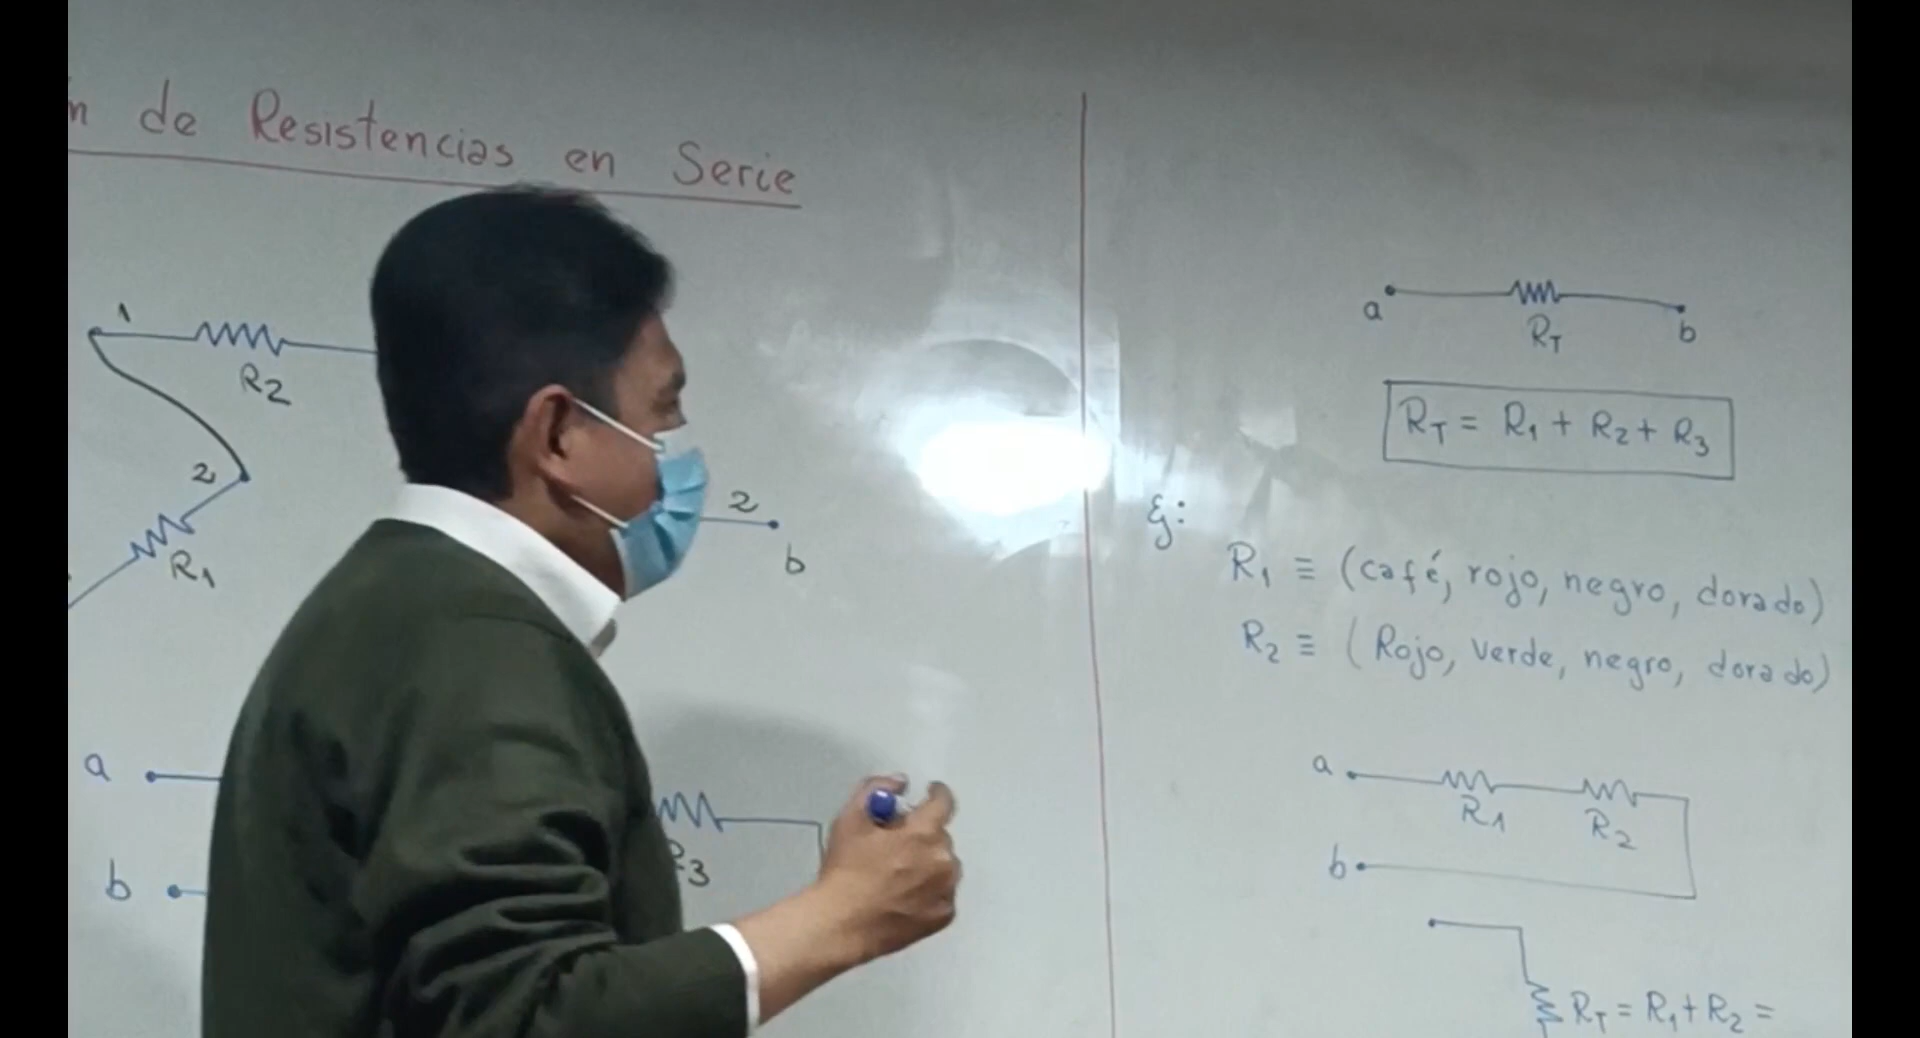 n de Resistencias en Serie
1
R2
2
R1
2
b
a
b
3
a
RT
b
RT = R1 + R2 + R3
Ej:
R1 ≡ (café, rojo, negro, dorado)
R2 ≡ (Rojo, verde, negro, dorado)
a
R1
R2
b
RT = R1 + R2 =